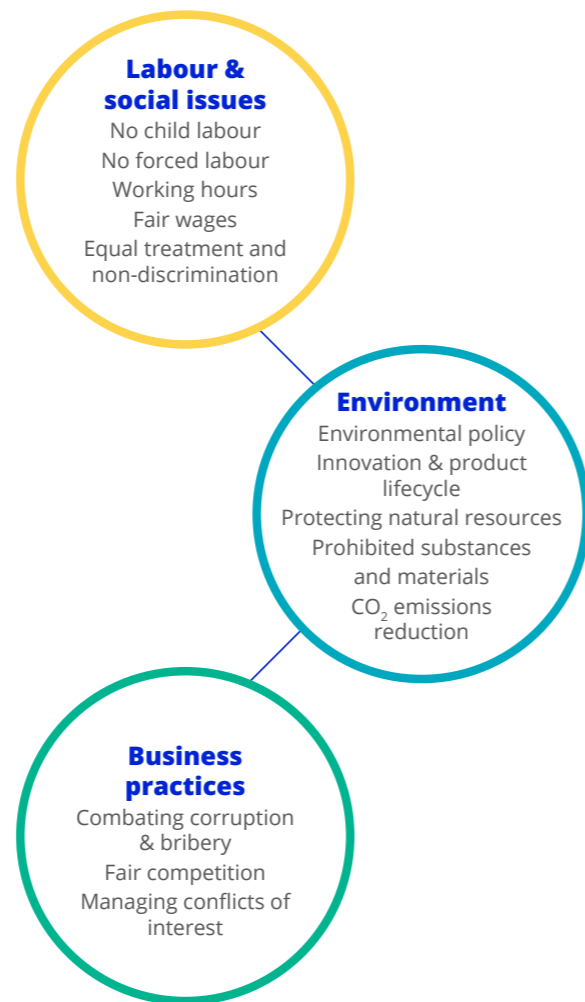 Labour &
social issues
No child labour
No forced labour
Working hours
Fair wages
Equal treatment and
non-discrimination
Environment
Environmental policy
Innovation & product
lifecycle
Protecting natural resources
Prohibited substances
and materials
CO₂ emissions
reduction
Business
practices
Combating corruption
& bribery
Fair competition
Managing conflicts of
interest